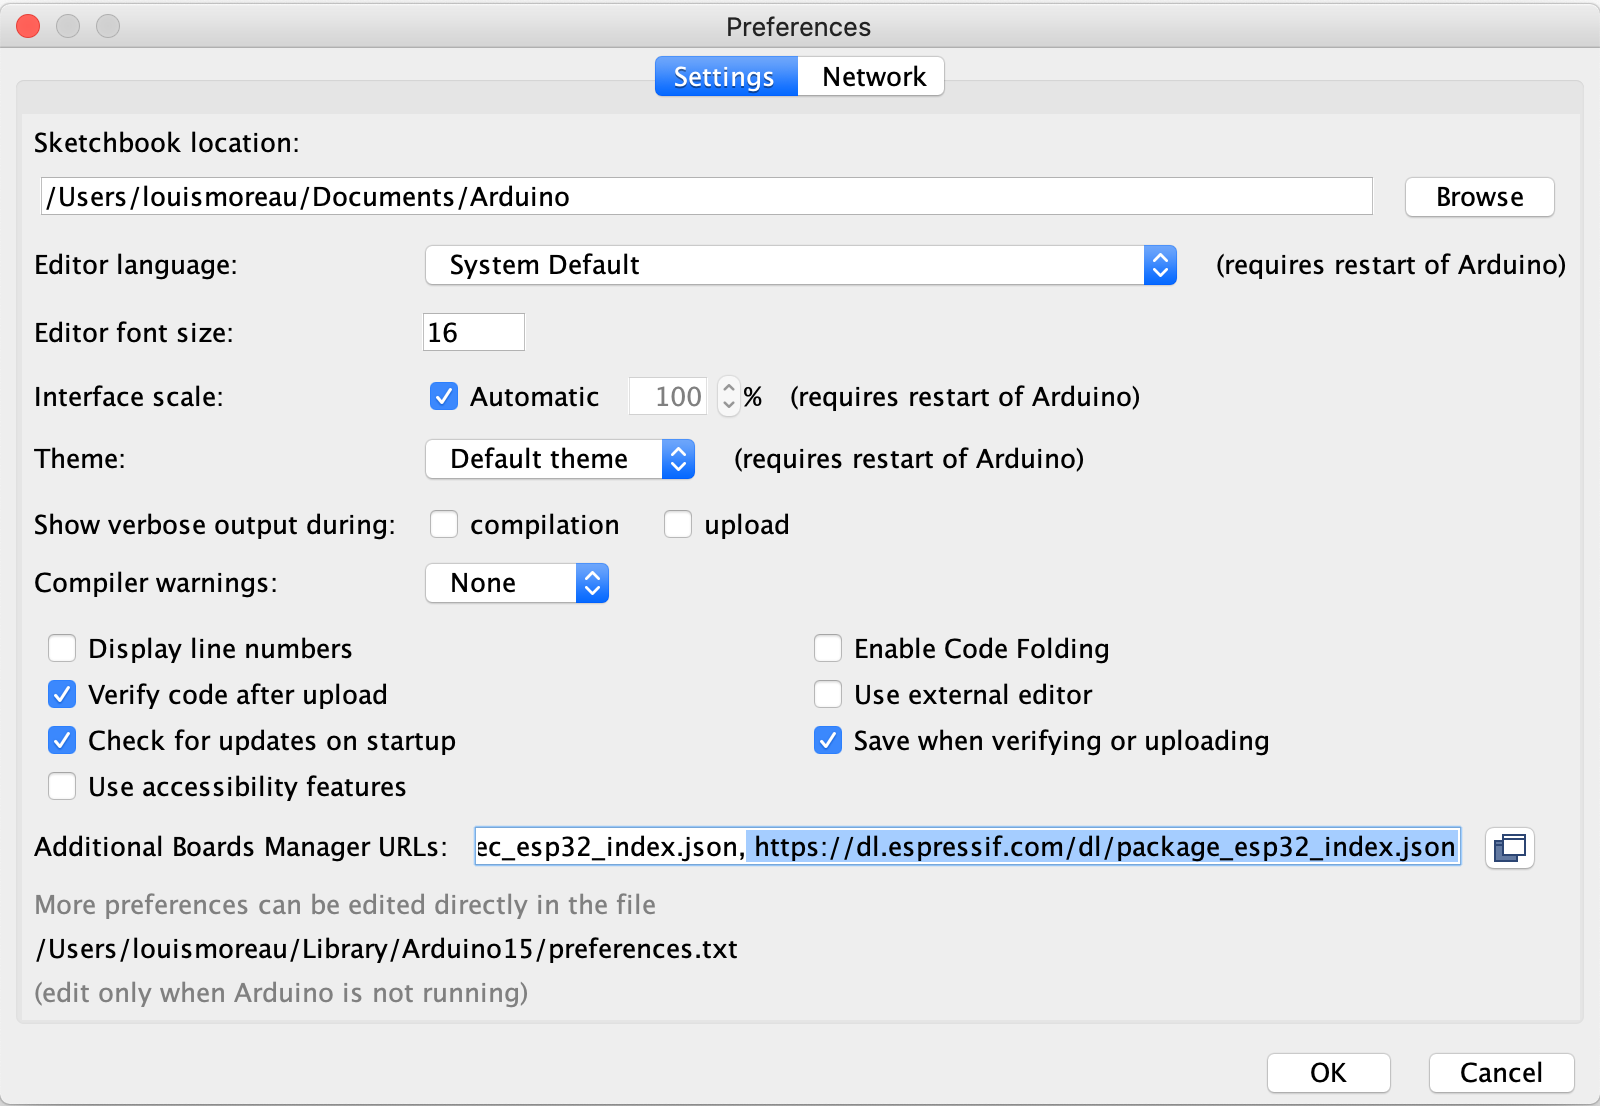 Preferences
Settings Network
Sketchbook location:
/Users/louismoreau/Documents/Arduino Browse
Editor language: System Default (requires restart of Arduino)
Editor font size: 16
Interface scale: Automatic 100 % (requires restart of Arduino)
Theme: Default theme (requires restart of Arduino)
Show verbose output during: compilation upload
Compiler warnings: None
Display line numbers Enable Code Folding
Verify code after upload Use external editor
Check for updates on startup Save when verifying or uploading
Use accessibility features
Additional Boards Manager URLs: ec_esp32_index.json, https://dl.espressif.com/dl/package_esp32_index.json
More preferences can be edited directly in the file
/Users/louismoreau/Library/Arduino15/preferences.txt
(edit only when Arduino is not running)
OK Cancel